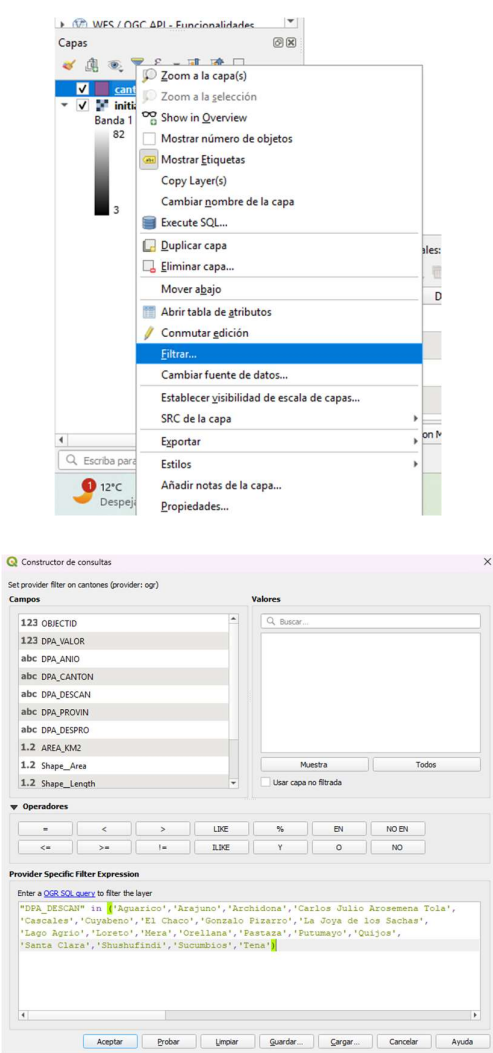 WFS / OGC API - Funcionalidades
Capas
Zoom a la capa(s)
Zoom a la selección
Show in Overview
Banda 1
82
Mostrar número de objetos
Mostrar Etiquetas
Copy Layer(s)
Cambiar nombre de la capa
3
Execute SQL...
Duplicar capa
Eliminar capa...
Mover abajo
D
Abrir tabla de atributos
Conmutar edición
Filtrar...
Cambiar fuente de datos...
Establecer visibilidad de escala de capas...
SRC de la capa
Exportar
Escriba para
Estilos
1
12°C
Añadir notas de la capa...
Propiedades...
Constructor de consultas
Set provider filter on cantones (provider: ogr)
Campos
Valores
123 OBJECTID
Buscar...
123 DPA_VALOR
abc DPA_ANIO
abc DPA_CANTON
abc DPA_DESCAN
abc DPA_PROVIN
abc DPA_DESPRO
1.2 AREA_KM2
1.2 Shape__Area
Muestra Todos
1.2 Shape__Length
Usar capa no filtrada
Operadores
= < > LIKE % EN NO EN
<= >= != ILIKE Y O NO
Provider Specific Filter Expression
Enter a OGR SQL query to filter the layer
"DPA_DESCAN" in ('Aguarico','Arajuno','Archidona','Carlos Julio Arosemena Tola',
'Cascales','Cuyabeno','El Chaco','Gonzalo Pizarro','La Joya de los Sachas',
'Lago Agrio','Loreto','Mera','Orellana','Pastaza','Putumayo','Quijos',
'Santa Clara','Shushufindi','Sucumbios','Tena')
Aceptar Probar Limpiar Guardar... Cargar... Cancelar Ayuda